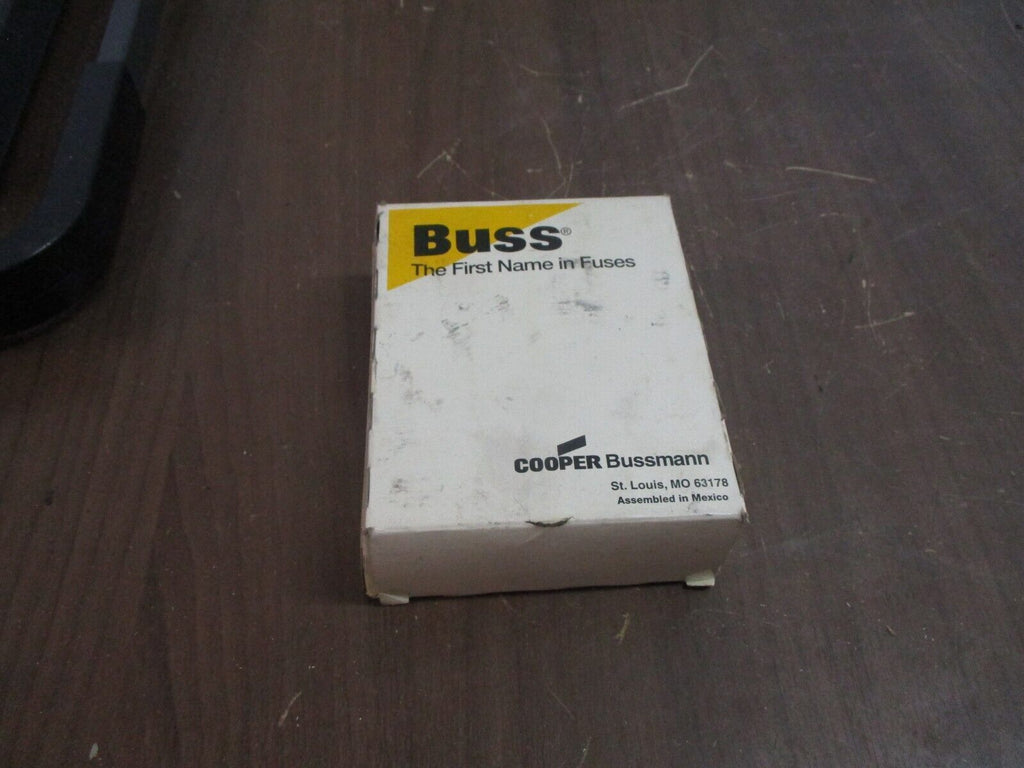 Buss®
The First Name in Fuses
COOPER Bussmann
St. Louis, MO 63178
Assembled in Mexico